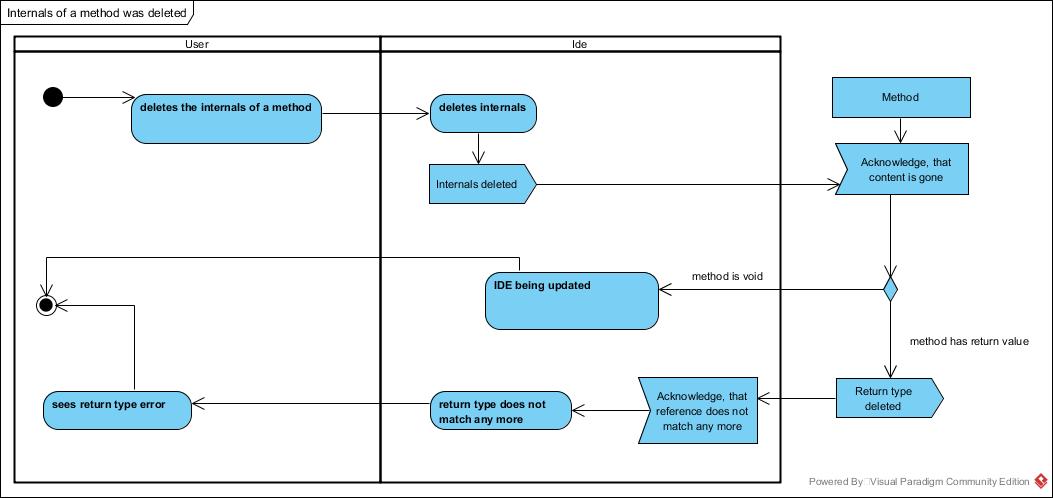 Internals of a method was deleted
User
Ide
deletes the internals of a method
deletes internals
Method
Internals deleted
Acknowledge, that
content is gone
IDE being updated
method is void
method has return value
sees return type error
return type does not
match any more
Acknowledge, that
reference does not
match any more
Return type
deleted
Powered By Visual Paradigm Community Edition